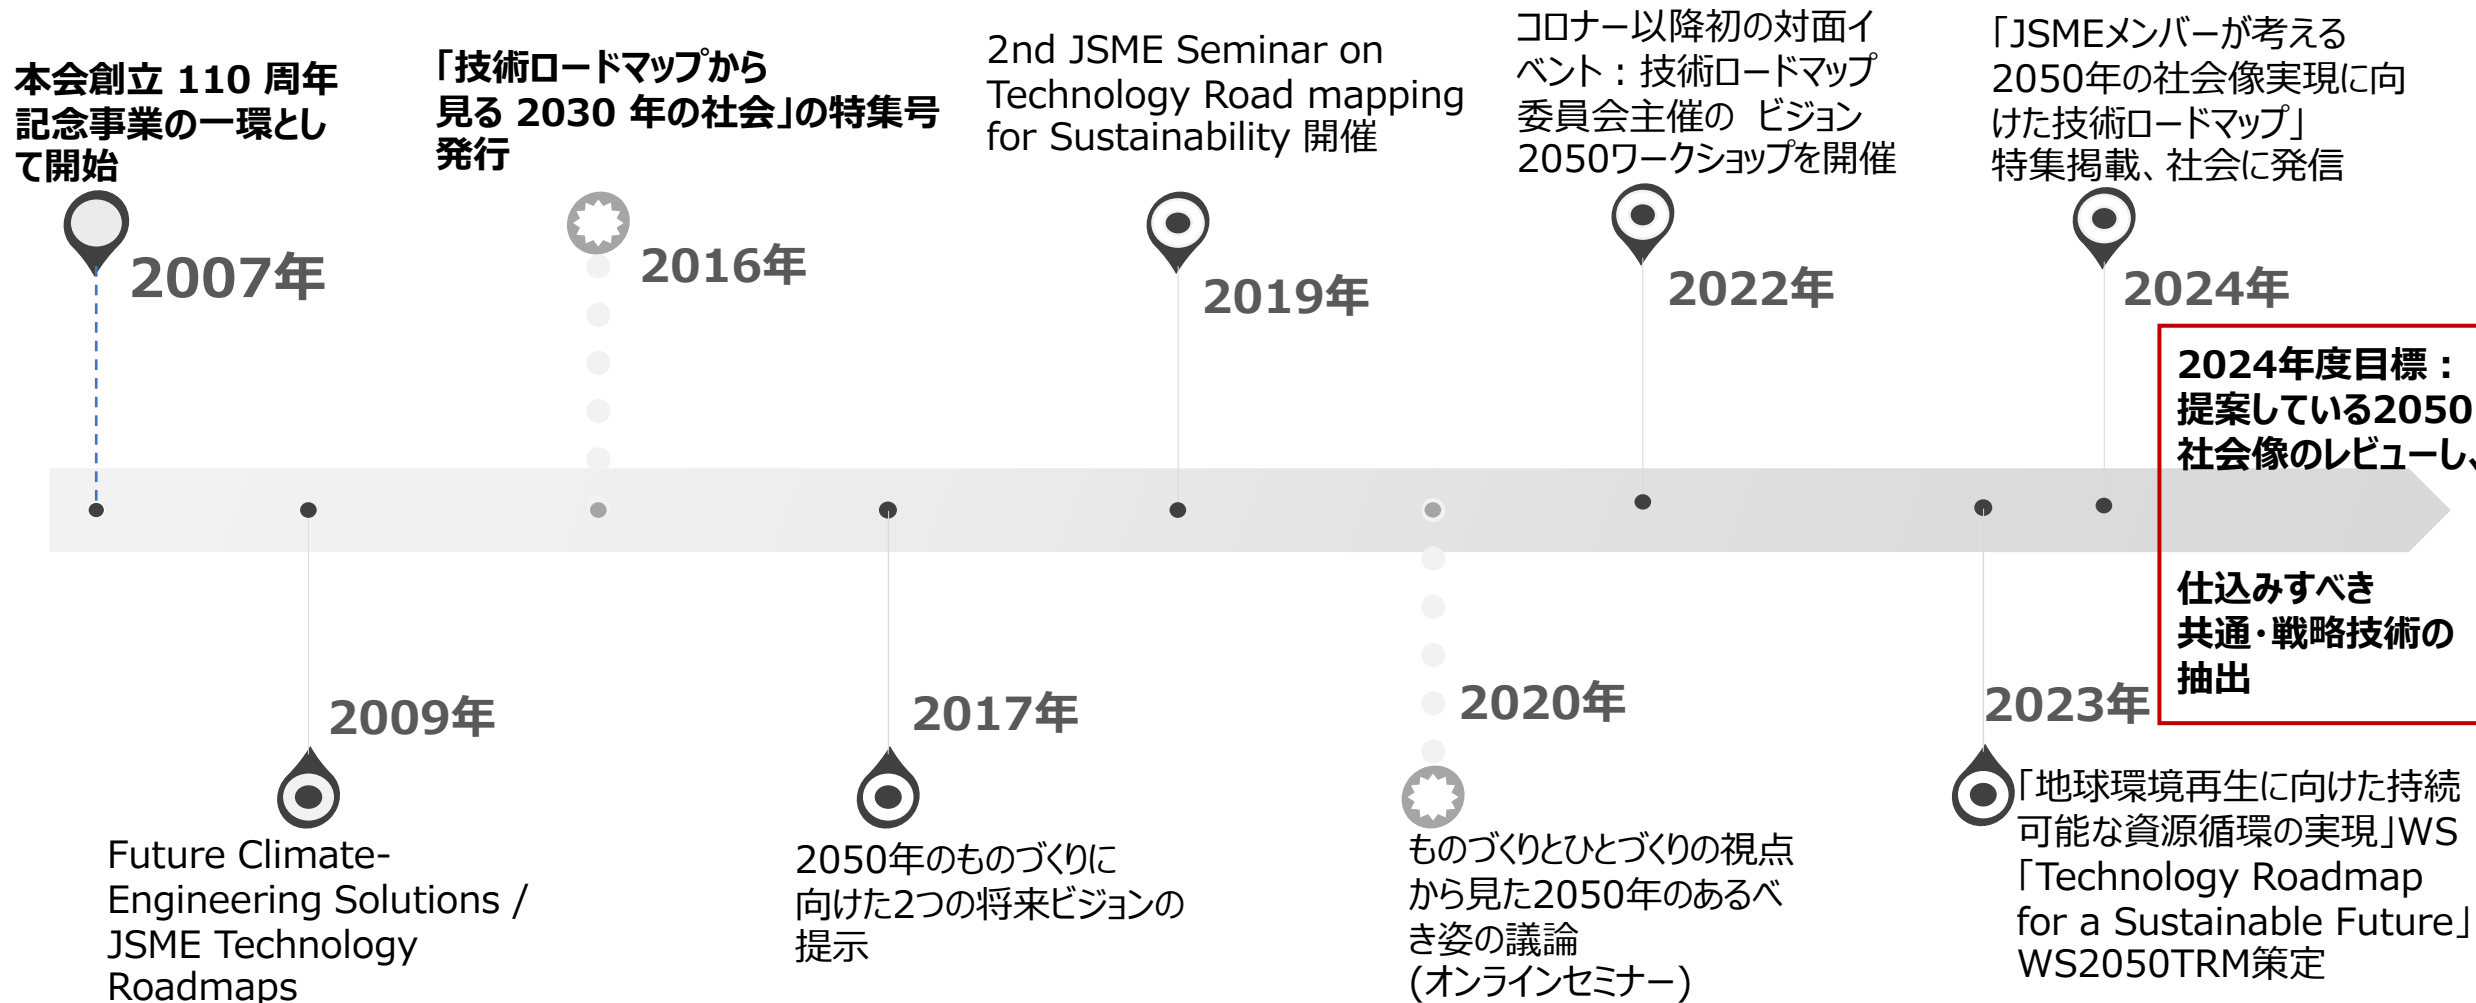 本会創立 110 周年
記念事業の一環とし
て開始
2007年
「技術ロードマップから
見る 2030 年の社会」の特集号
発行
2016年
2nd JSME Seminar on
Technology Road mapping
for Sustainability 開催
2019年
コロナー以降初の対面イ
ベント：技術ロードマップ
委員会主催の ビジョン
2050ワークショップを開催
2022年
「JSMEメンバーが考える
2050年の社会像実現に向
けた技術ロードマップ」
特集掲載、社会に発信
2024年
2024年度目標：
提案している2050
社会像のレビューし、
仕込みすべき
共通・戦略技術の
抽出
2009年
Future Climate-
Engineering Solutions /
JSME Technology
Roadmaps
2017年
2050年のものづくりに
向けた2つの将来ビジョンの
提示
2020年
ものづくりとひとづくりの視点
から見た2050年のあるべ
き姿の議論
(オンラインセミナー)
2023年
「地球環境再生に向けた持続
可能な資源循環の実現」WS
「Technology Roadmap
for a Sustainable Future」
WS2050TRM策定